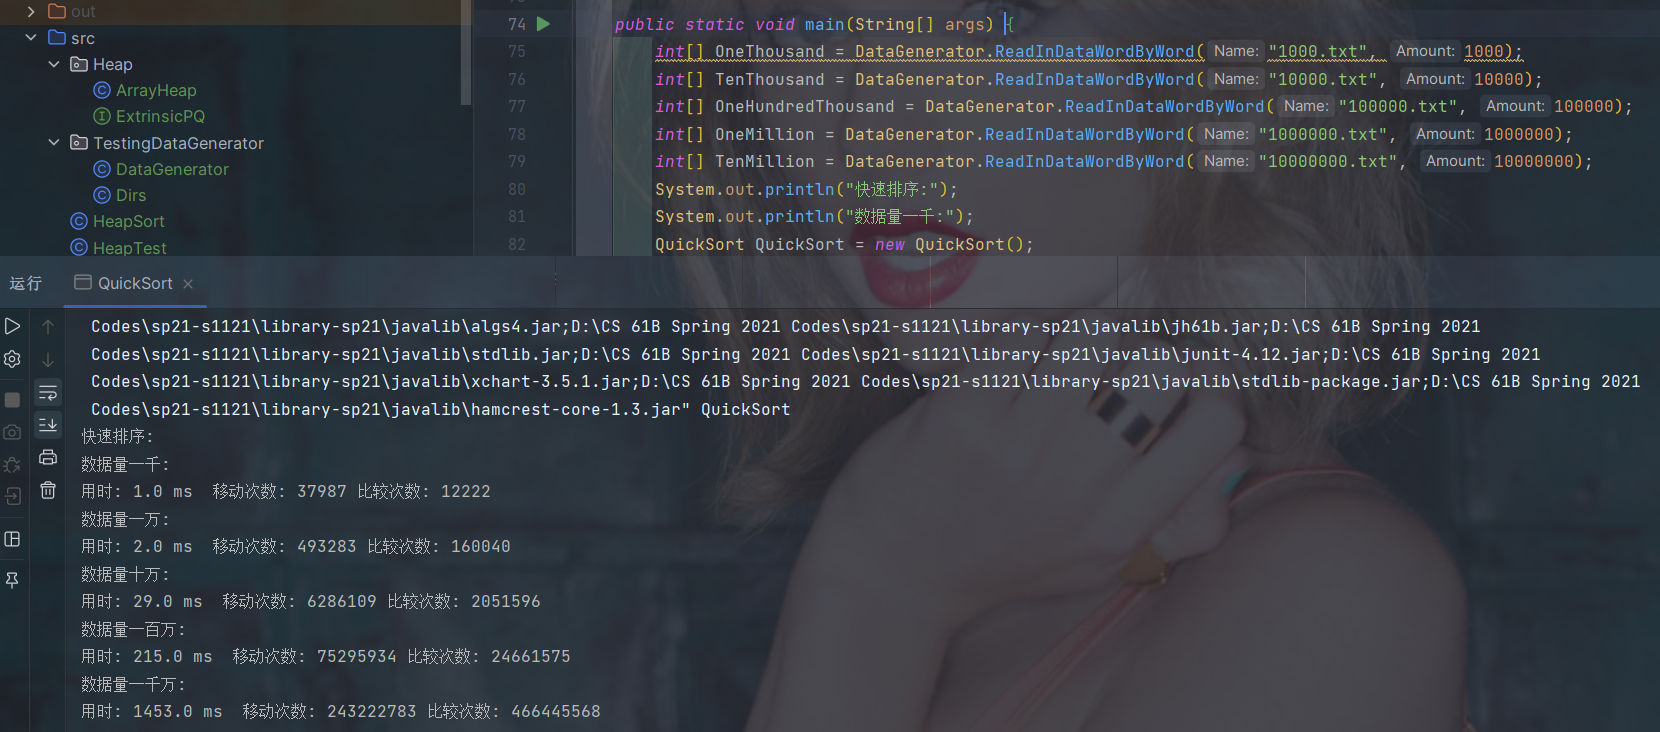 out
src
Heap
ArrayHeap
ExtrinsicPQ
TestingDataGenerator
DataGenerator
Dirs
HeapSort
HeapTest
74 public static void main(String[] args) {
75 int[] OneThousand = DataGenerator.ReadInDataWordByWord( Name: "1000.txt", Amount: 1000);
76 int[] TenThousand = DataGenerator.ReadInDataWordByWord( Name: "10000.txt", Amount: 10000);
77 int[] OneHundredThousand = DataGenerator.ReadInDataWordByWord( Name: "100000.txt", Amount: 100000);
78 int[] OneMillion = DataGenerator.ReadInDataWordByWord( Name: "1000000.txt", Amount: 1000000);
79 int[] TenMillion = DataGenerator.ReadInDataWordByWord( Name: "10000000.txt", Amount: 10000000);
80 System.out.println("快速排序:");
81 System.out.println("数据量一千:");
82 QuickSort QuickSort = new QuickSort();
运行 QuickSort
Codes\sp21-s1121\library-sp21\javalib\algs4.jar;D:\CS 61B Spring 2021 Codes\sp21-s1121\library-sp21\javalib\jh61b.jar;D:\CS 61B Spring 2021
Codes\sp21-s1121\library-sp21\javalib\stdlib.jar;D:\CS 61B Spring 2021 Codes\sp21-s1121\library-sp21\javalib\junit-4.12.jar;D:\CS 61B Spring 2021
Codes\sp21-s1121\library-sp21\javalib\xchart-3.5.1.jar;D:\CS 61B Spring 2021 Codes\sp21-s1121\library-sp21\javalib\stdlib-package.jar;D:\CS 61B Spring 2021
Codes\sp21-s1121\library-sp21\javalib\hamcrest-core-1.3.jar" QuickSort
快速排序:
数据量一千:
用时: 1.0 ms 移动次数: 37987 比较次数: 12222
数据量一万:
用时: 2.0 ms 移动次数: 493283 比较次数: 160040
数据量十万:
用时: 29.0 ms 移动次数: 6286109 比较次数: 2051596
数据量一百万:
用时: 215.0 ms 移动次数: 75295934 比较次数: 24661575
数据量一千万:
用时: 1453.0 ms 移动次数: 243222783 比较次数: 466445568